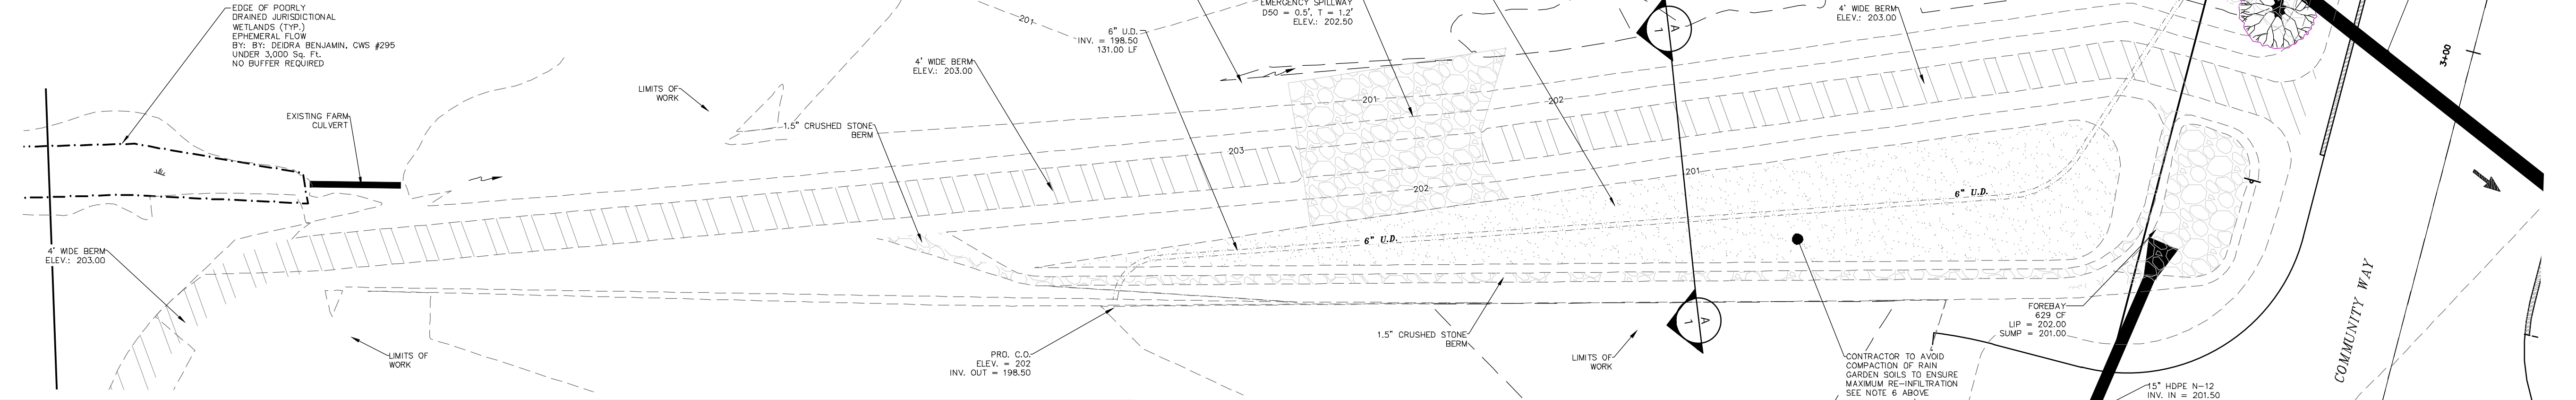 EDGE OF POORLY
DRAINED JURISDICTIONAL
WETLANDS (TYP.)
EPHEMERAL FLOW
BY: BY: DEIDRA BENJAMIN, CWS #295
UNDER 3,000 Sq. Ft.
NO BUFFER REQUIRED
EXISTING FARM
CULVERT
4' WIDE BERM
ELEV.: 203.00
LIMITS OF
WORK
LIMITS OF
WORK
1.5" CRUSHED STONE
BERM
4' WIDE BERM
ELEV.: 203.00
201
6" U.D.
INV. = 198.50
131.00 LF
EMERGENCY SPILLWAY
D50 = 0.5', T = 1.2'
ELEV.: 202.50
201
202
203
202
201
A
1
4' WIDE BERM
ELEV.: 203.00
6" U.D.
6" U.D.
A
1
PRO. C.O.
ELEV. = 202
INV. OUT = 198.50
1.5" CRUSHED STONE
BERM
LIMITS OF
WORK
CONTRACTOR TO AVOID
COMPACTION OF RAIN
GARDEN SOILS TO ENSURE
MAXIMUM RE-INFILTRATION
SEE NOTE 6 ABOVE
FOREBAY
629 CF
LIP = 202.00
SUMP = 201.00
15" HDPE N-12
INV. IN = 201.50
COMMUNITY WAY
3+00